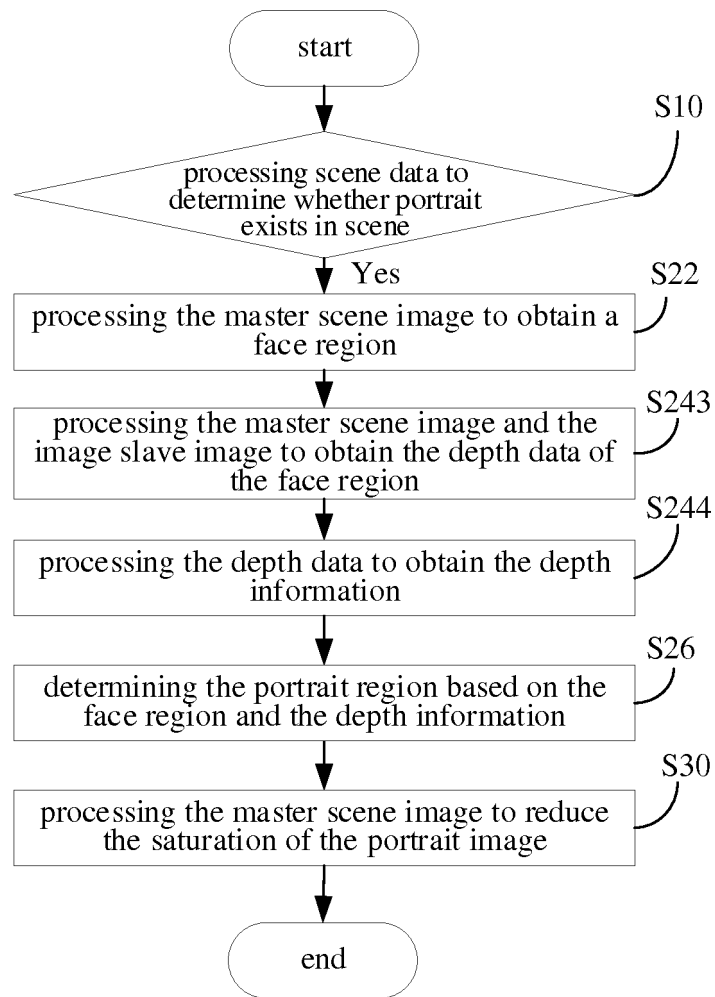 start
S10
processing scene data to
determine whether portrait
exists in scene
Yes
S22
processing the master scene image to obtain a
face region
S243
processing the master scene image and the
image slave image to obtain the depth data of
the face region
S244
processing the depth data to obtain the depth
information
S26
determining the portrait region based on the
face region and the depth information
S30
processing the master scene image to reduce
the saturation of the portrait image
end